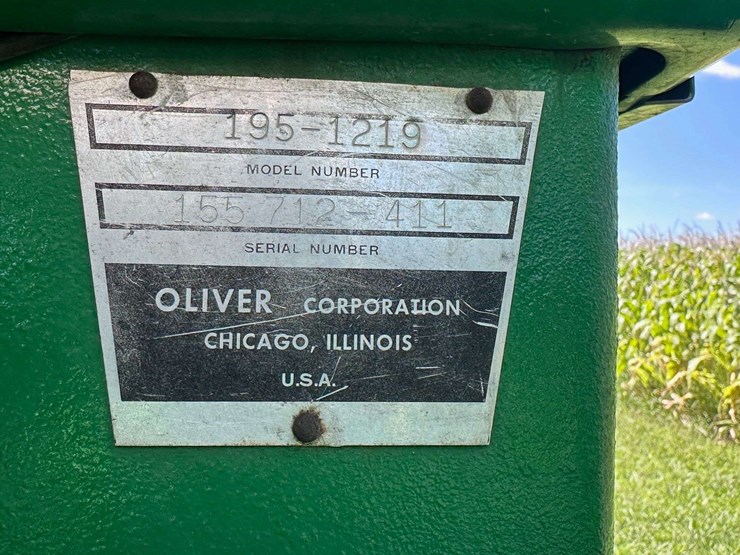 195-1219
MODEL NUMBER
155 712-411
SERIAL NUMBER
OLIVER CORPORATION
CHICAGO, ILLINOIS
U.S.A.